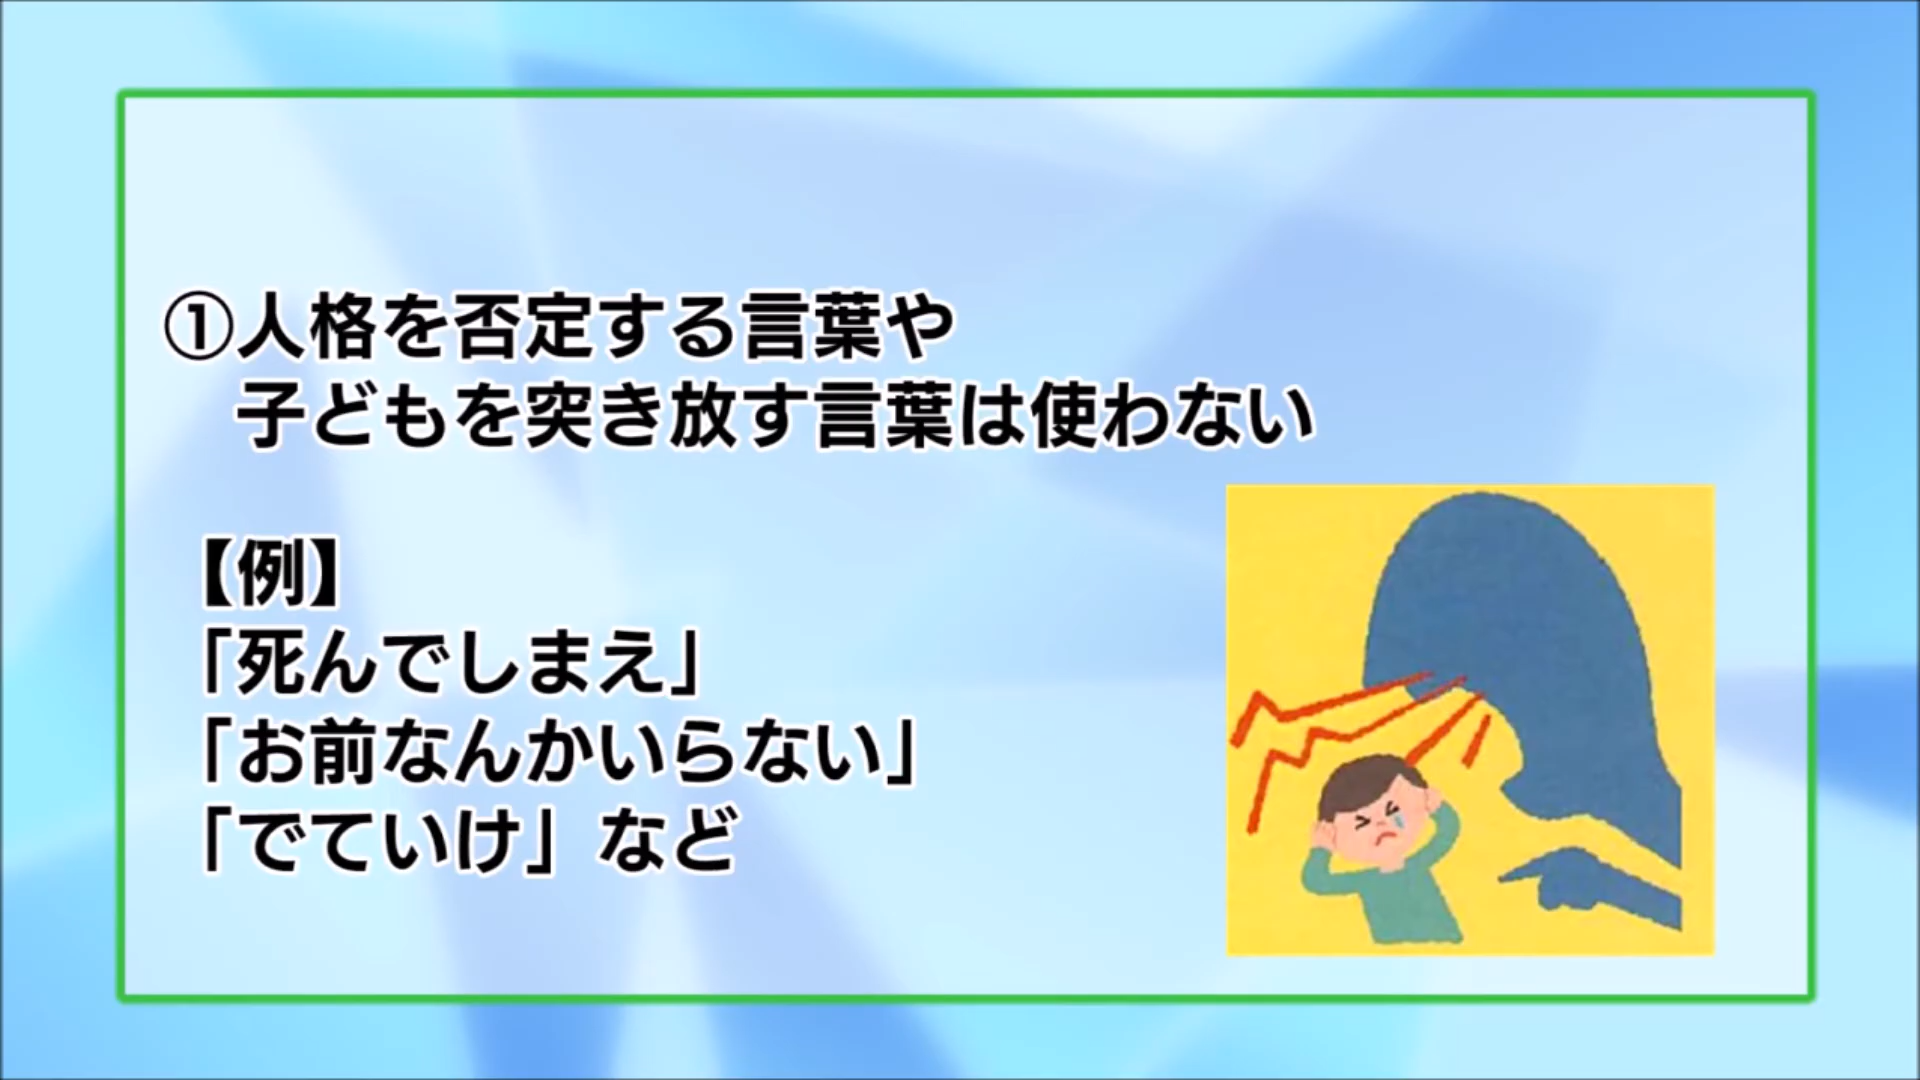 ①人格を否定する言葉や
子どもを突き放す言葉は使わない
【例】
「死んでしまえ」
「お前なんかいらない」
「でていけ」など